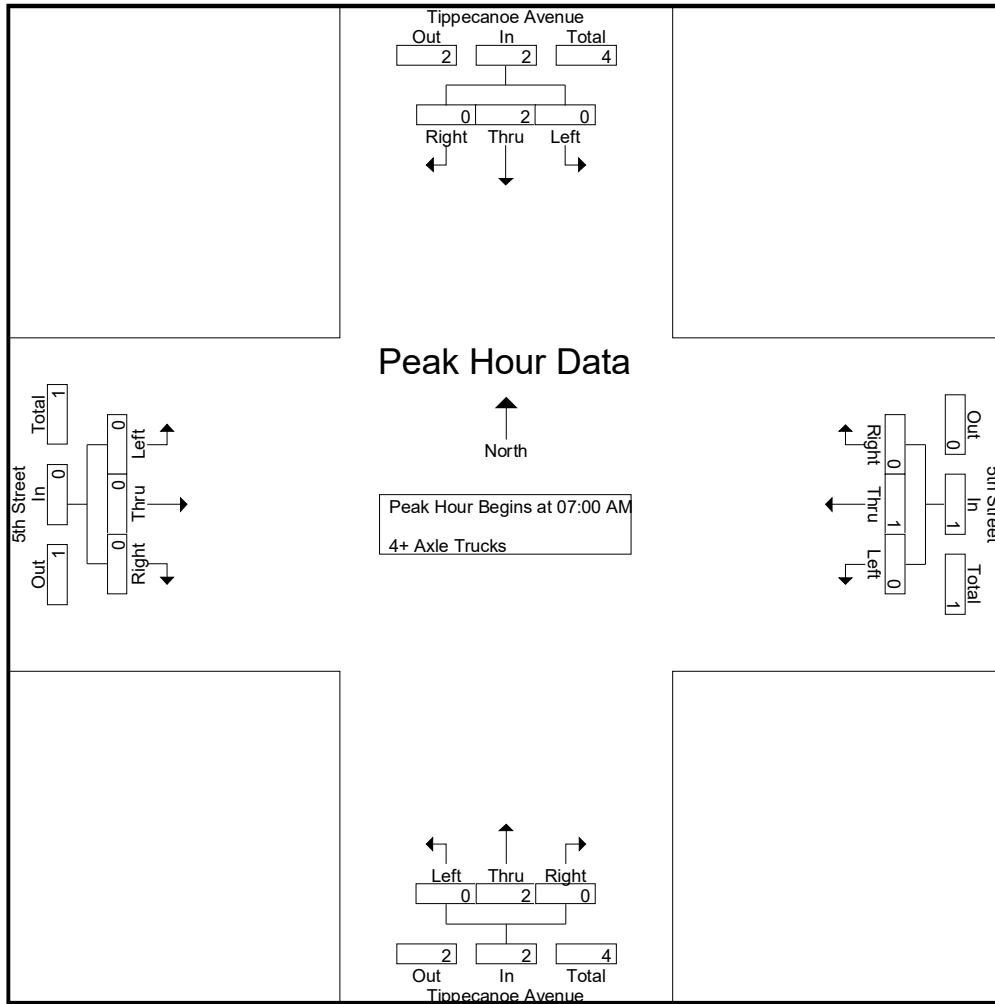 Tippecanoe Avenue
Out In Total
2 2 4
0 2 0
Right Thru Left
Peak Hour Data
North
Peak Hour Begins at 07:00 AM
4+ Axle Trucks
5th Street
Out In Total
1 0 1
0 0 0
Right Thru Left
5th Street
Out In Total
0 1 1
0 1 0
Right Thru Left
Left Thru Right
0 2 0
2 2 4
Out In Total
Tippecanoe Avenue